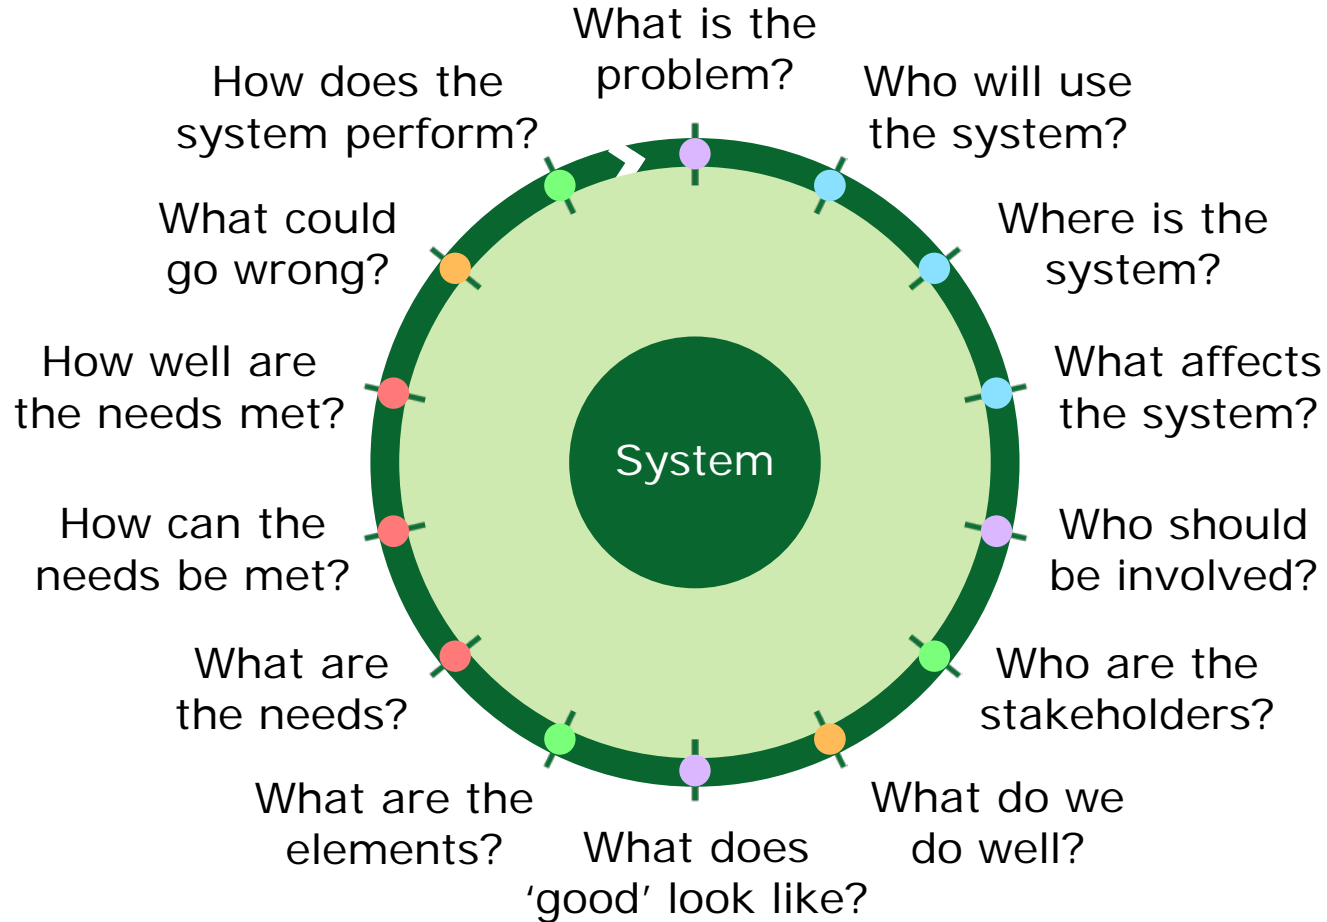 What is the
problem?
Who will use
the system?
Where is the
system?
What affects
the system?
Who should
be involved?
Who are the
stakeholders?
What do we
do well?
What does
‘good’ look like?
What are the
elements?
What are
the needs?
How can the
needs be met?
How well are
the needs met?
What could
go wrong?
How does the
system perform?
System